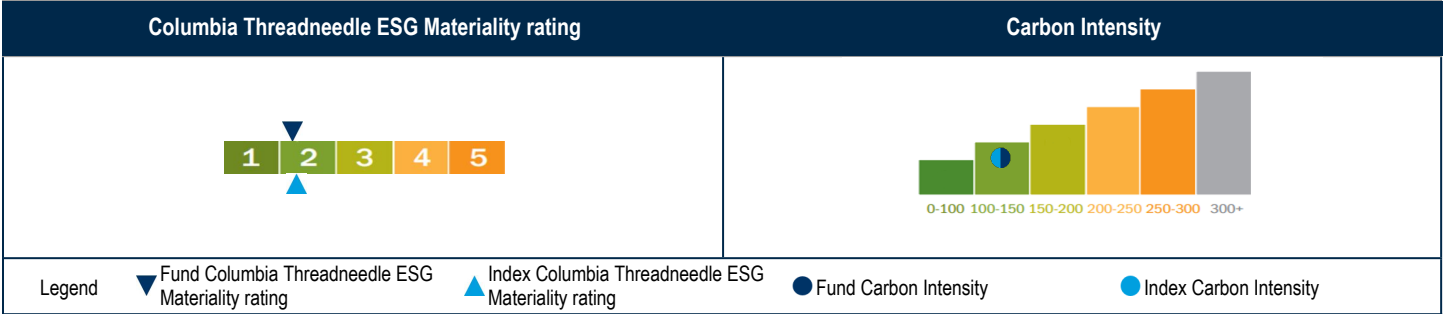 Columbia Threadneedle ESG Materiality rating
Carbon Intensity
1 2 3 4 5
0-100 100-150 150-200 200-250 250-300 300+
Legend
Fund Columbia Threadneedle ESG
Materiality rating
Index Columbia Threadneedle ESG
Materiality rating
Fund Carbon Intensity
Index Carbon Intensity